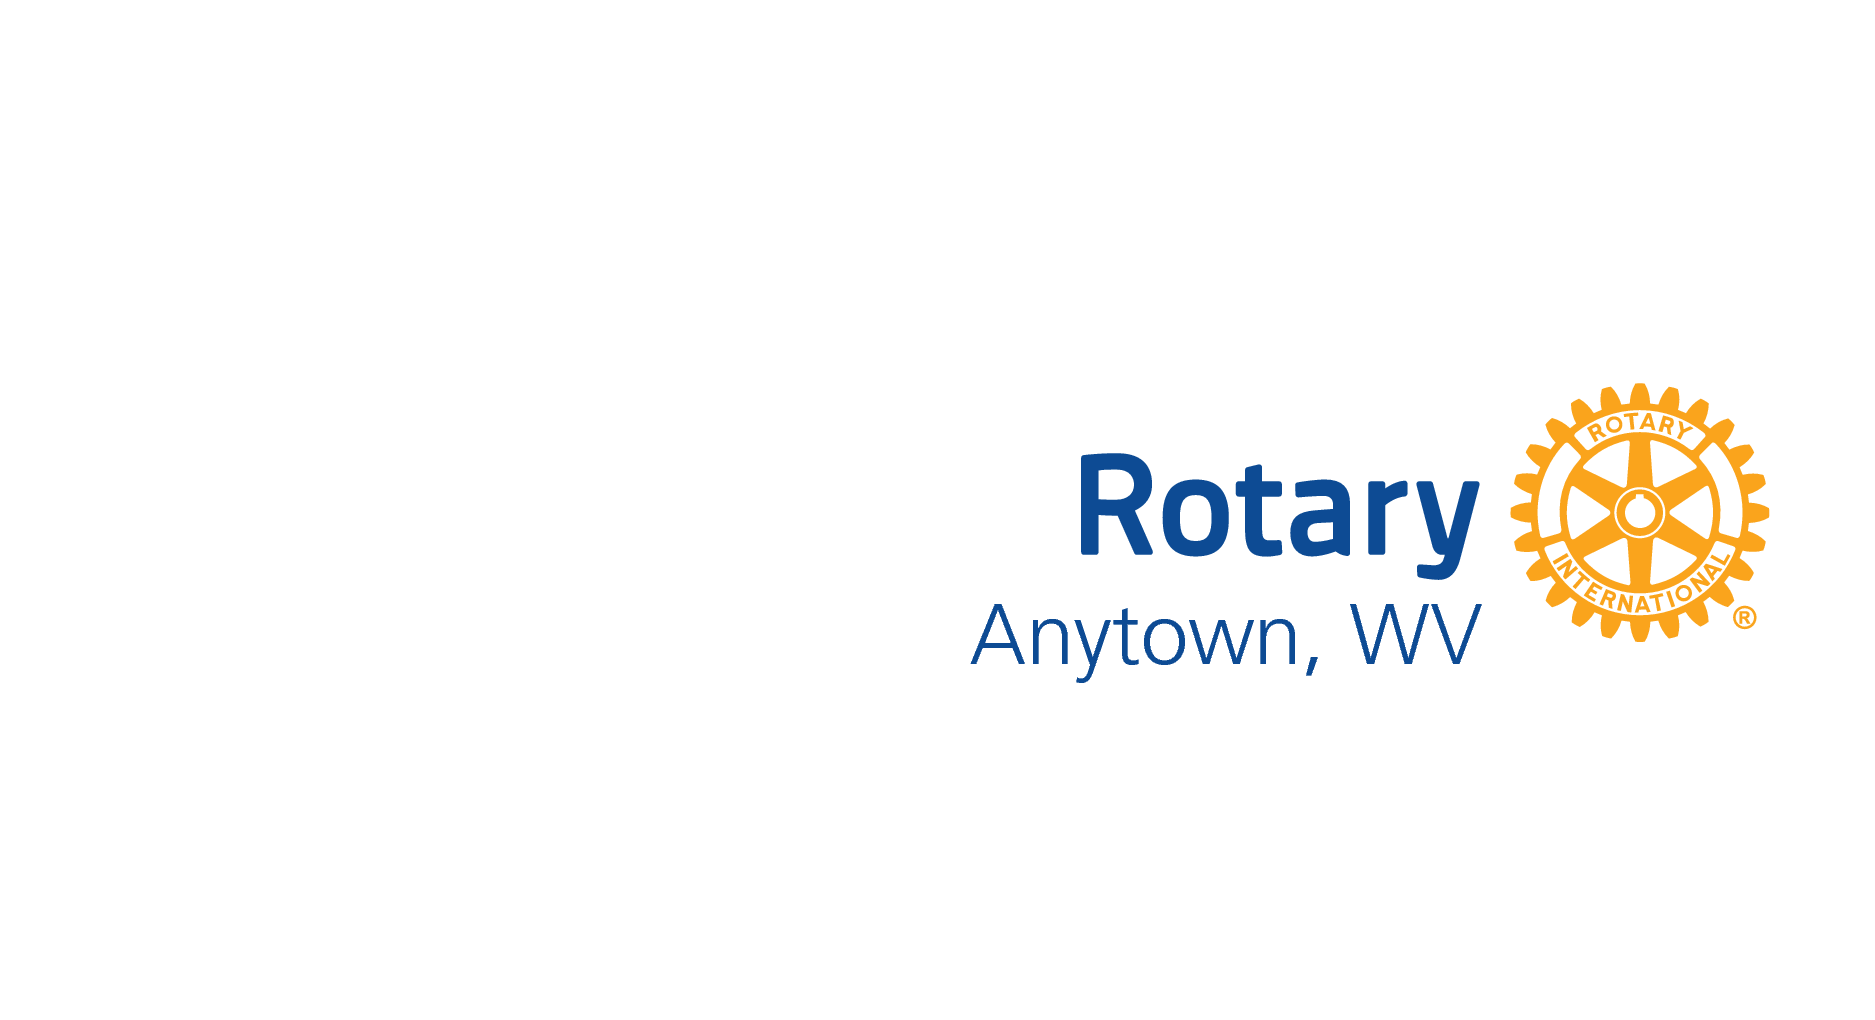 Rotary
Anytown, WV
ROTARY
INTERNATIONAL
®